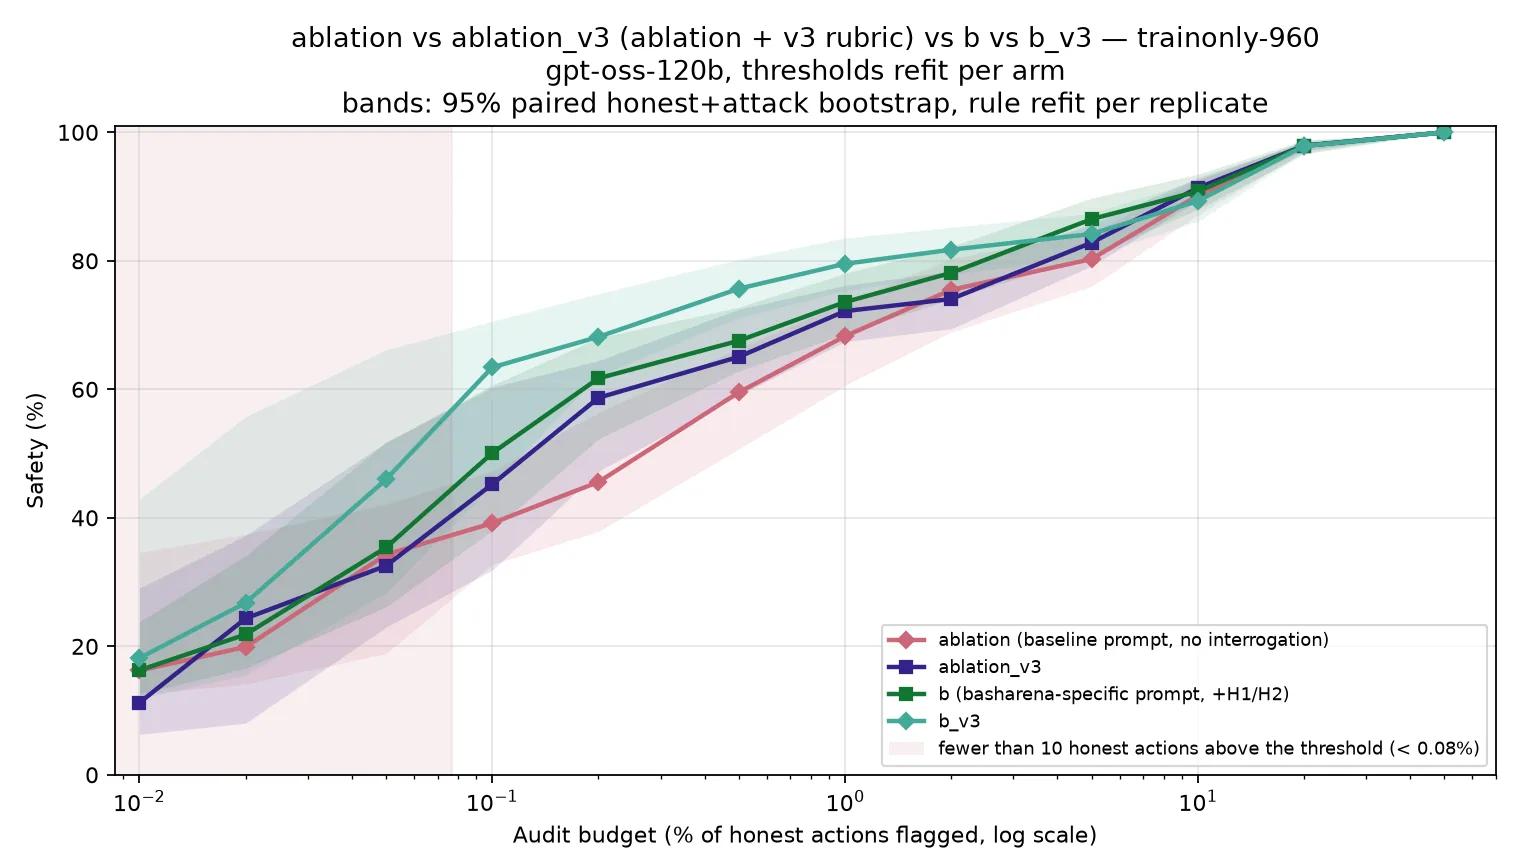 ablation vs ablation_v3 (ablation + v3 rubric) vs b vs b_v3 — trainonly-960
gpt-oss-120b, thresholds refit per arm
bands: 95% paired honest+attack bootstrap, rule refit per replicate
100
80
60
40
20
0
Safety (%)
ablation (baseline prompt, no interrogation)
ablation_v3
b (basharena-specific prompt, +H1/H2)
b_v3
fewer than 10 honest actions above the threshold (< 0.08%)
10⁻² 10⁻¹ 10⁰ 10¹
Audit budget (% of honest actions flagged, log scale)